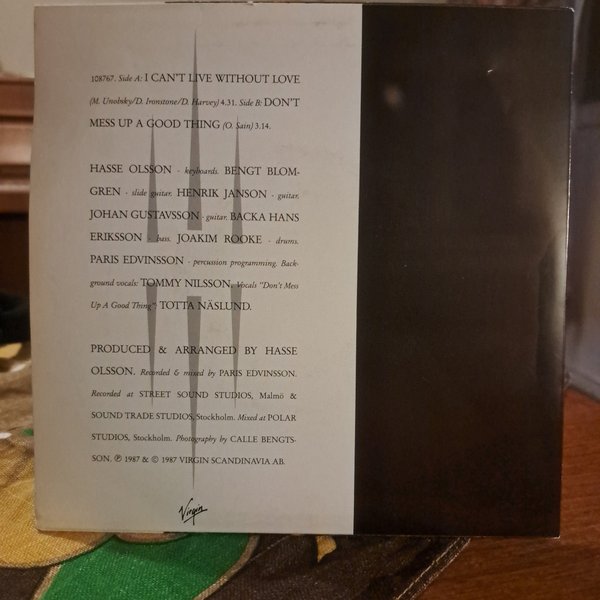 108767. Side A: I CAN'T LIVE WITHOUT LOVE
(M. Unobsky/D. Ironstone/D. Harvey) 4.31. Side B: DON'T
MESS UP A GOOD THING (O. Sain) 3.14.
HASSE OLSSON - keyboards. BENGT BLOM-
GREN - slide guitar. HENRIK JANSON - guitar.
JOHAN GUSTAVSSON - guitar. BACKA HANS
ERIKSSON - bass. JOAKIM ROOKE - drums.
PARIS EDVINSSON - percussion programming. Back-
ground vocals: TOMMY NILSSON. Vocals "Don't Mess
Up A Good Thing": TOTTA NÄSLUND.
PRODUCED & ARRANGED BY HASSE
OLSSON. Recorded & mixed by PARIS EDVINSSON.
Recorded at STREET SOUND STUDIOS, Malmö &
SOUND TRADE STUDIOS, Stockholm. Mixed at POLAR
STUDIOS, Stockholm. Photography by CALLE BENGTS-
SON. ℗ 1987 & © 1987 VIRGIN SCANDINAVIA AB.
Virgin